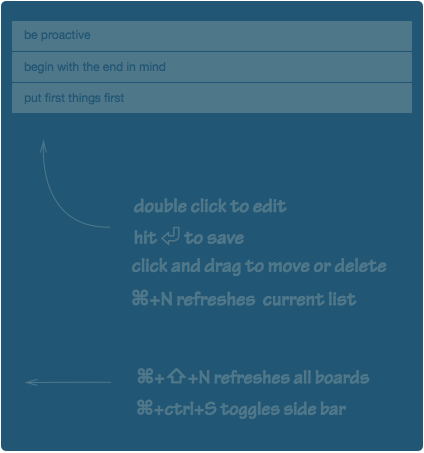 be proactive
begin with the end in mind
put first things first
double click to edit
hit ⏎ to save
click and drag to move or delete
⌘+N refreshes current list
⌘+⇧+N refreshes all boards
⌘+ctrl+S toggles side bar